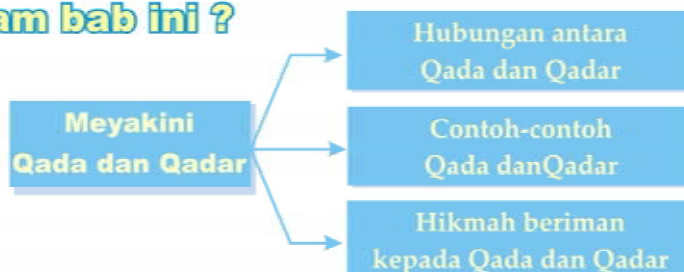 am bab ini ?
Hubungan antara
Qada dan Qadar
Meyakini
Qada dan Qadar
Contoh-contoh
Qada danQadar
Hikmah beriman
kepada Qada dan Qadar